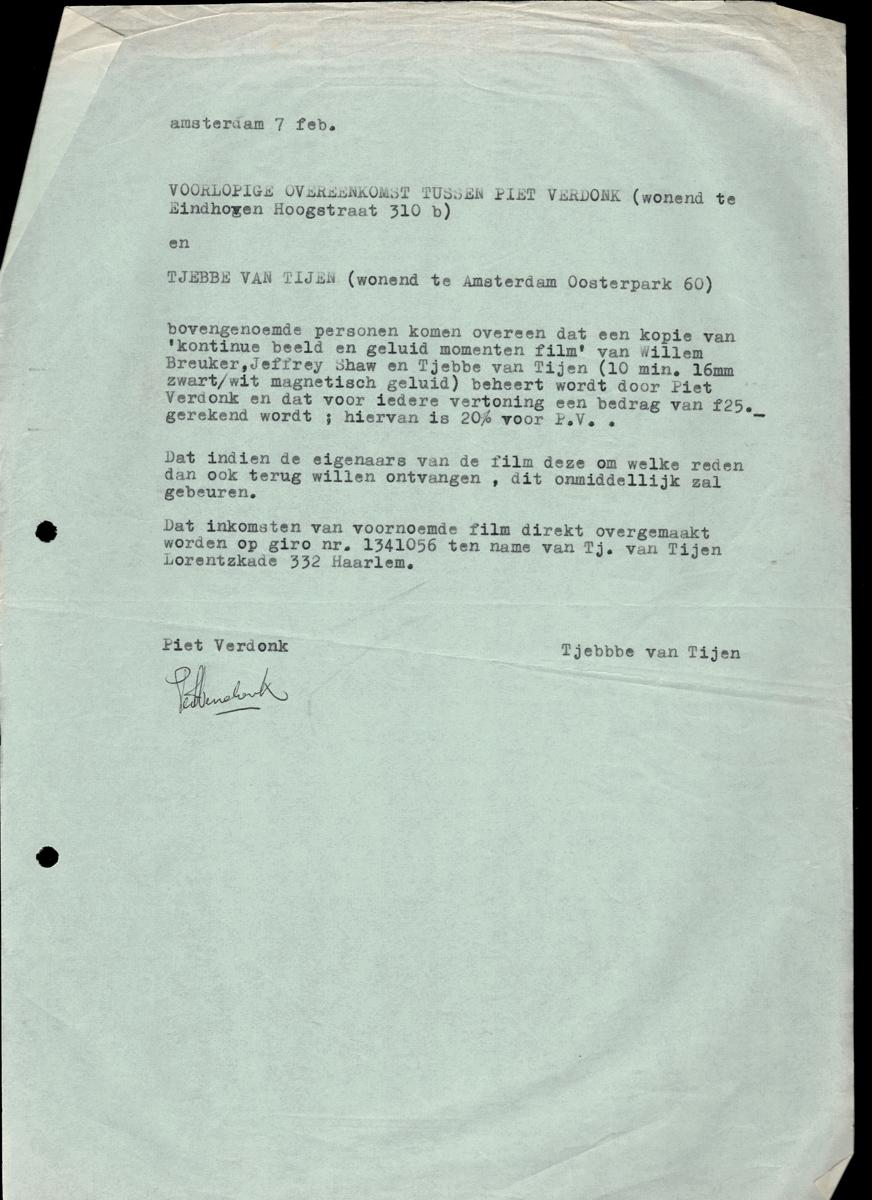 amsterdam 7 feb.
VOORLOPIGE OVEREENKOMST TUSSEN PIET VERDONK (wonend te
Eindhoven Hoogstraat 310 b)
en
TJEBBE VAN TIJEN (wonend te Amsterdam Oosterpark 60)
bovengenoemde personen komen overeen dat een kopie van
'kontinue beeld en geluid momenten film' van Willem
Breuker,Jeffrey Shaw en Tjebbe van Tijen (10 min. 16mm
zwart/wit magnetisch geluid) beheert wordt door Piet
Verdonk en dat voor iedere vertoning een bedrag van f25._
gerekend wordt ; hiervan is 20% voor P.V. .
Dat indien de eigenaars van de film deze om welke reden
dan ook terug willen ontvangen , dit onmiddellijk zal
gebeuren.
Dat inkomsten van voornoemde film direkt overgemaakt
worden op giro nr. 1341056 ten name van Tj. van Tijen
Lorentzkade 332 Haarlem.
Piet Verdonk
Tjebbbe van Tijen
PietVerdonk